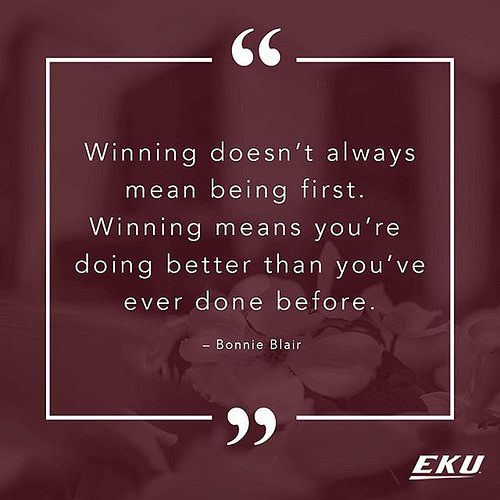 “
Winning doesn’t always
mean being first.
Winning means you’re
doing better than you’ve
ever done before.
– Bonnie Blair
”
EKU